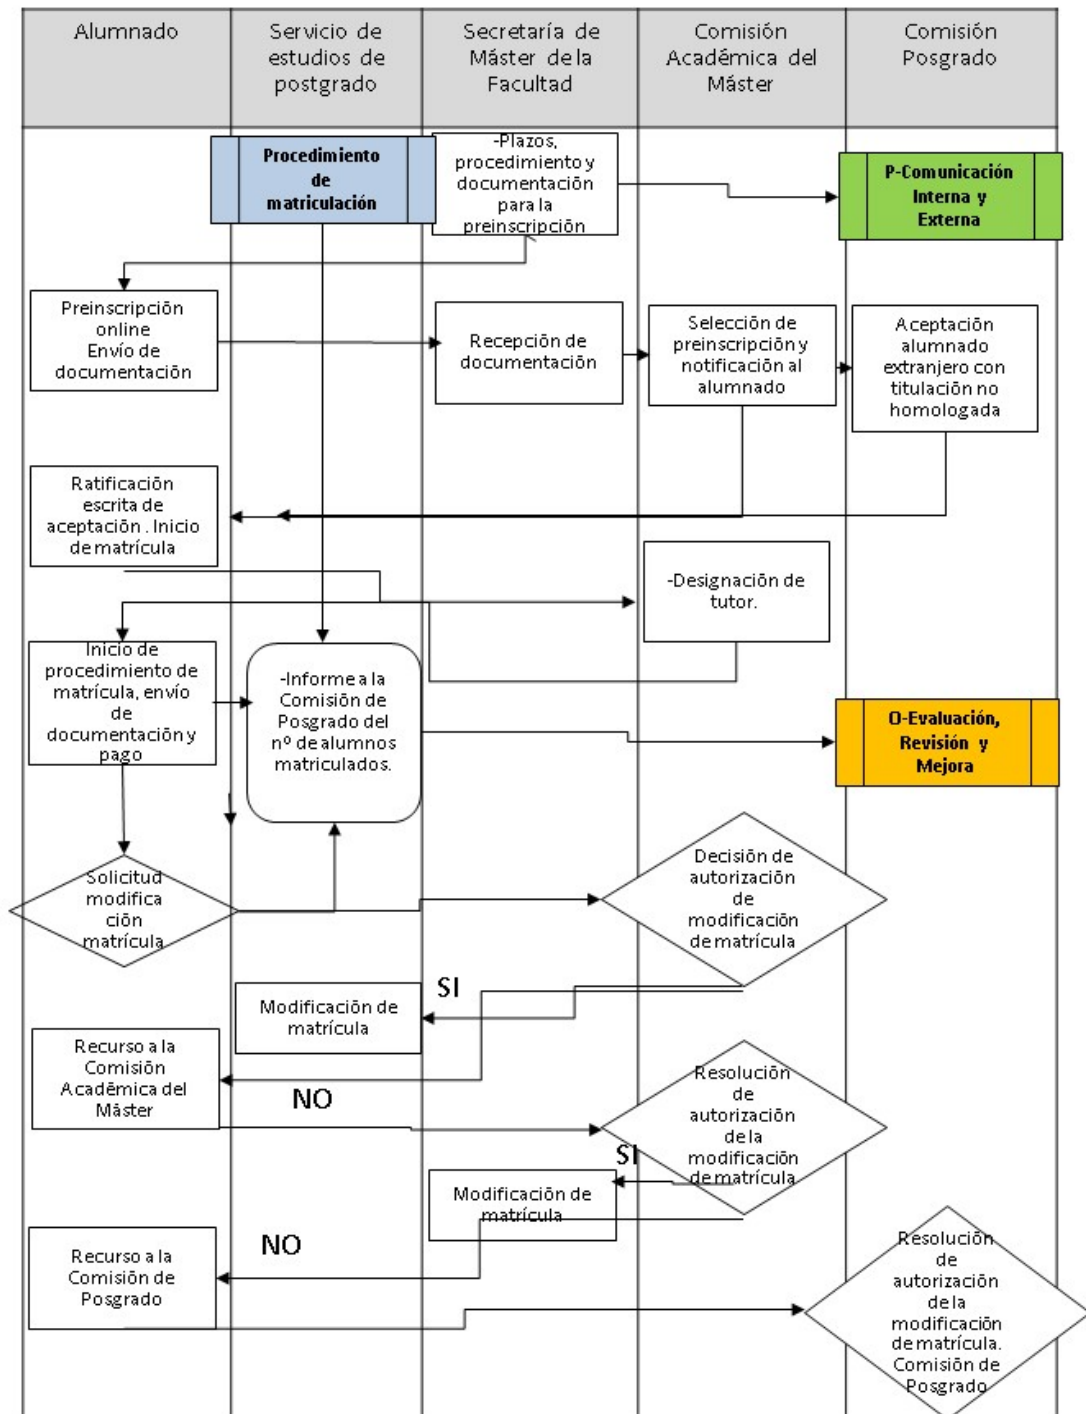 Alumnado
Servicio de
estudios de
postgrado
Secretaría de
Máster de la
Facultad
Comisión
Académica del
Máster
Comisión
Posgrado
Procedimiento
de
matriculación
-Plazos,
procedimiento y
documentación
para la
preinscripción
P-Comunicación
Interna y
Externa
Preinscripción
online
Envío de
documentación
Recepción de
documentación
Selección de
preinscripción y
notificación al
alumnado
Aceptación
alumnado
extranjero con
titulación no
homologada
Ratificación
escrita de
aceptación . Inicio
de matrícula
-Designación de
tutor.
Inicio de
procedimiento de
matrícula, envío
de
documentación y
pago
-Informe a la
Comisión de
Posgrado del
nº de alumnos
matriculados.
O-Evaluación,
Revisión y
Mejora
Solicitud
modifica
ción
matrícula
Decisión de
autorización
de
modificación
de matrícula
SI
Modificación de
matrícula
Recurso a la
Comisión
Académica del
Máster
NO
Resolución
de
autorización
de la
modificación
de matrícula
SI
Modificación de
matrícula
NO
Recurso a la
Comisión de
Posgrado
Resolución
de
autorización
de la
modificación
de matrícula.
Comisión de
Posgrado